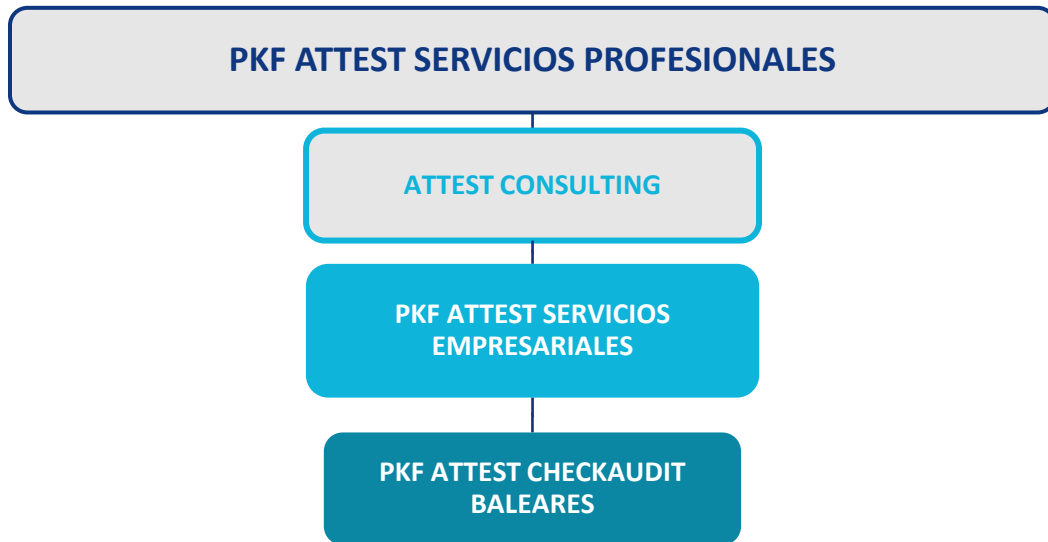 PKF ATTEST SERVICIOS PROFESIONALES
ATTEST CONSULTING
PKF ATTEST SERVICIOS
EMPRESARIALES
PKF ATTEST CHECKAUDIT
BALEARES